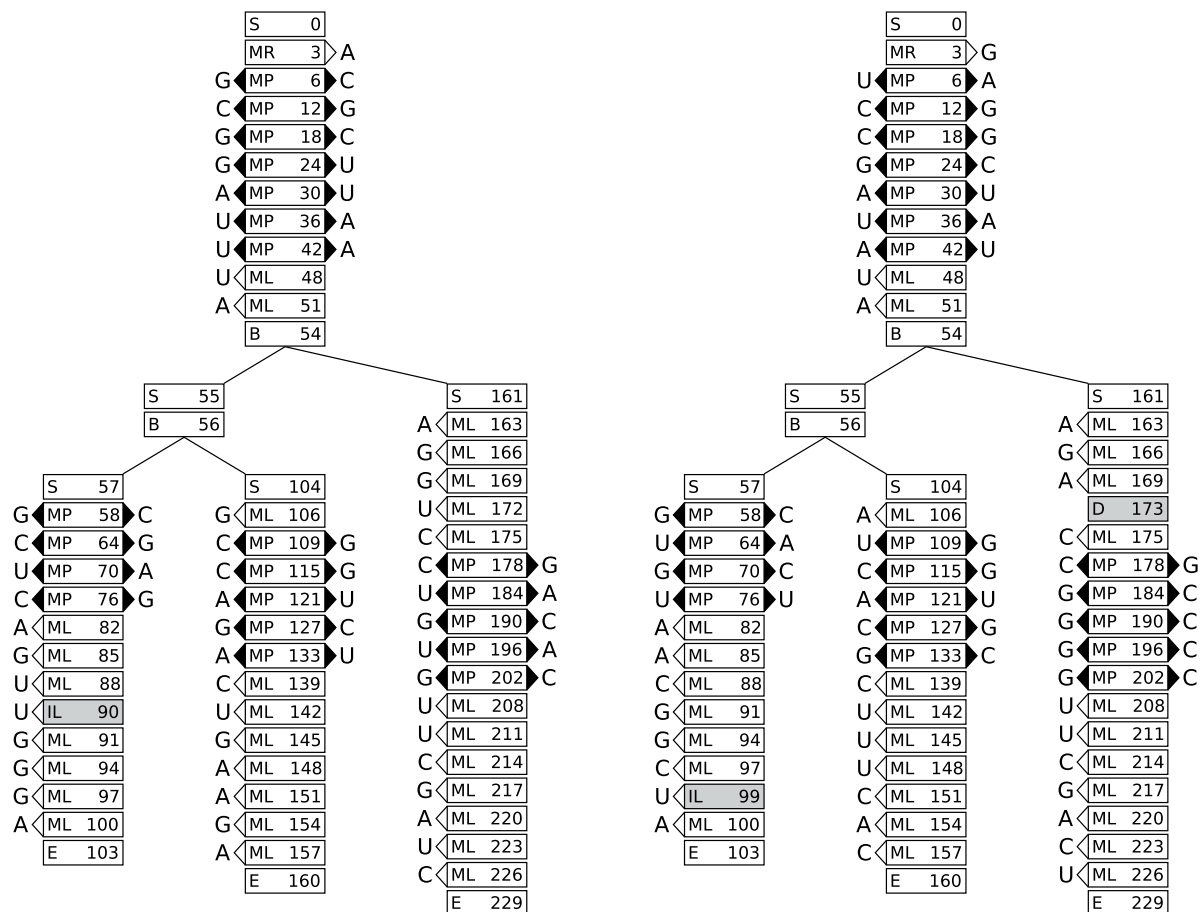 S 0
MR 3 A
G MP 6 C
C MP 12 G
G MP 18 C
G MP 24 U
A MP 30 U
U MP 36 A
U MP 42 A
U ML 48
A ML 51
B 54
S 55
B 56
S 57
G MP 58 C
C MP 64 G
U MP 70 A
C MP 76 G
A ML 82
G ML 85
U ML 88
U IL 90
G ML 91
G ML 94
G ML 97
A ML 100
E 103
S 104
G ML 106
C MP 109 G
C MP 115 G
A MP 121 U
G MP 127 C
A MP 133 U
C ML 139
U ML 142
G ML 145
A ML 148
A ML 151
G ML 154
A ML 157
E 160
S 161
A ML 163
G ML 166
G ML 169
U ML 172
C ML 175
C MP 178 G
U MP 184 A
G MP 190 C
U MP 196 A
G MP 202 C
U ML 208
U ML 211
C ML 214
G ML 217
A ML 220
U ML 223
C ML 226
E 229
S 0
MR 3 G
U MP 6 A
C MP 12 G
C MP 18 G
G MP 24 C
A MP 30 U
U MP 36 A
A MP 42 U
U ML 48
A ML 51
B 54
S 55
B 56
S 57
G MP 58 C
U MP 64 A
G MP 70 C
U MP 76 U
A ML 82
A ML 85
C ML 88
G ML 91
G ML 94
C ML 97
U IL 99
A ML 100
E 103
S 104
A ML 106
U MP 109 G
C MP 115 G
A MP 121 U
C MP 127 G
G MP 133 C
C ML 139
U ML 142
U ML 145
U ML 148
C ML 151
A ML 154
C ML 157
E 160
S 161
A ML 163
G ML 166
A ML 169
D 173
C ML 175
C MP 178 G
G MP 184 C
G MP 190 C
G MP 196 C
G MP 202 C
U ML 208
U ML 211
C ML 214
G ML 217
A ML 220
C ML 223
U ML 226
E 229